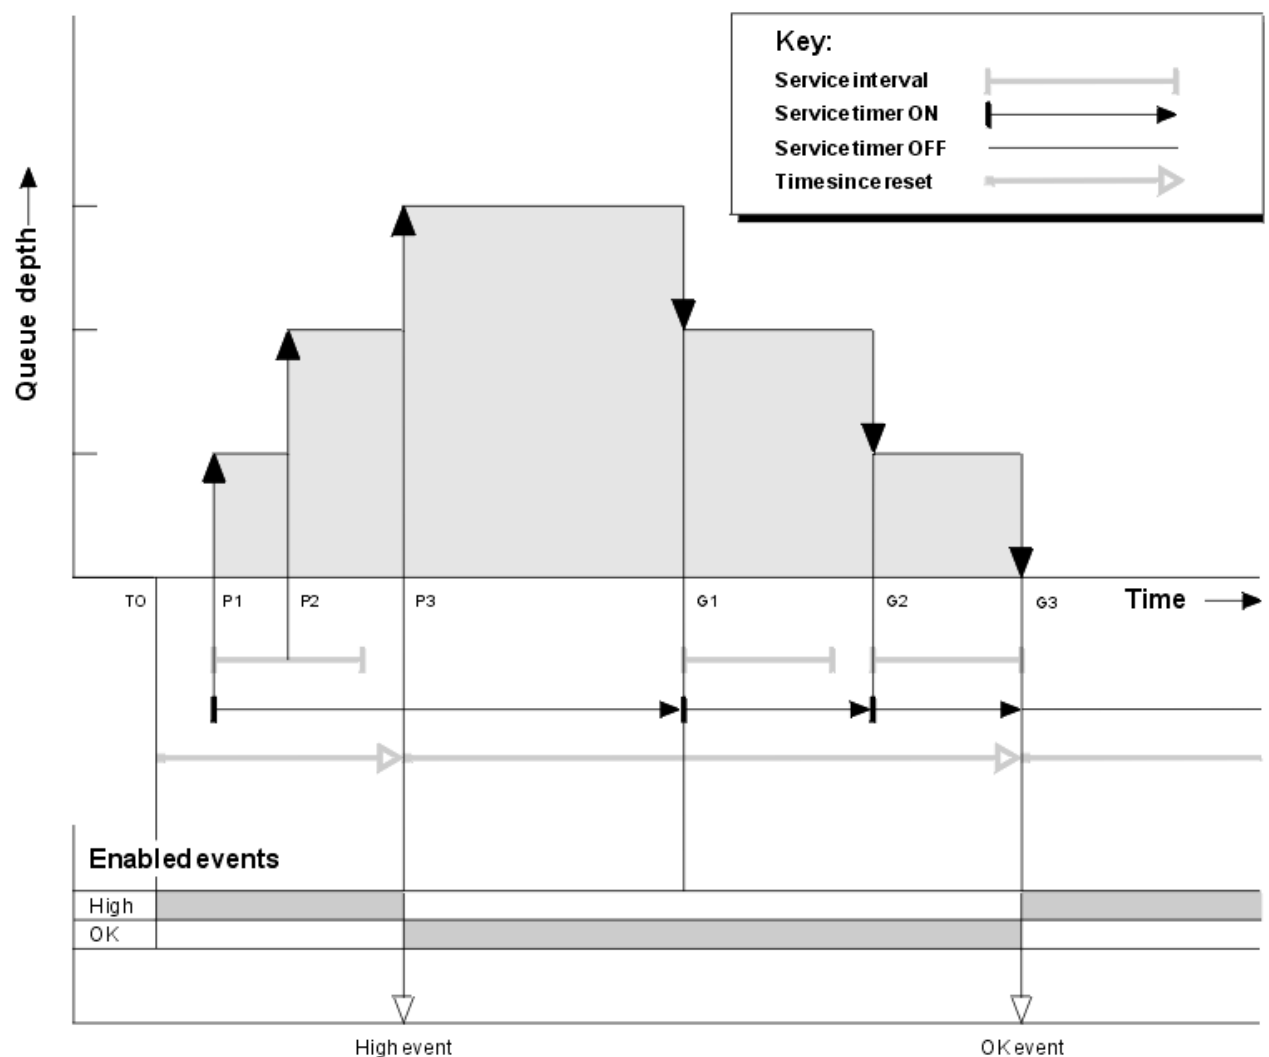 Key:
Service interval
Service timer ON
Service timer OFF
Time since reset
Queue depth
T0 P1 P2 P3 G1 G2 G3 Time
Enabled events
High
OK
High event OK event